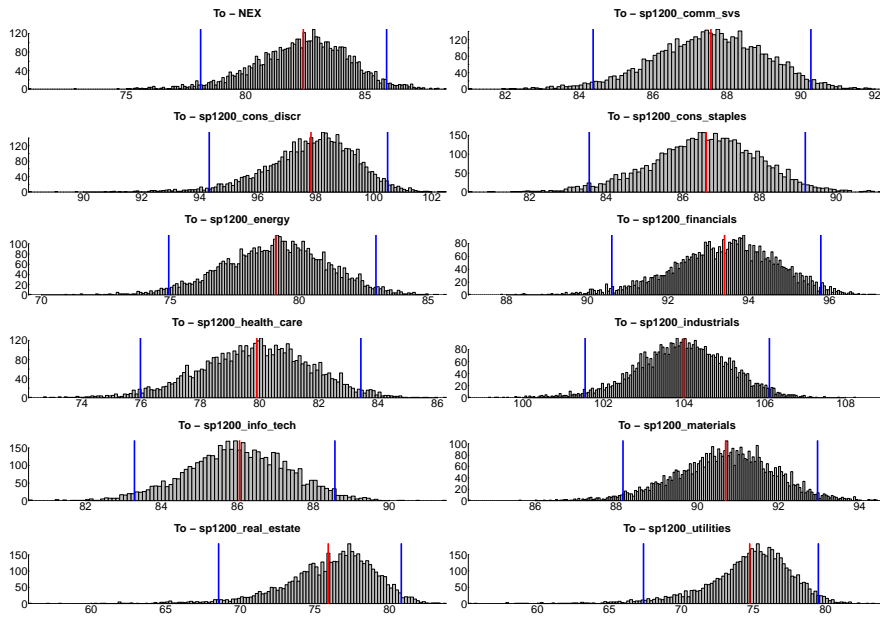 To − NEX
0 40 80 120
75 80 85
To − sp1200_comm_svs
0 40 80 120
82 84 86 88 90 92
To − sp1200_cons_discr
0 40 80 120
90 92 94 96 98 100 102
To − sp1200_cons_staples
0 50 100 150
82 84 86 88 90
To − sp1200_energy
0 20 40 60 80 100
70 75 80 85
To − sp1200_financials
0 20 40 60 80
88 90 92 94 96
To − sp1200_health_care
0 40 80 120
74 76 78 80 82 84 86
To − sp1200_industrials
0 20 40 60 80
100 102 104 106 108
To − sp1200_info_tech
0 50 100 150
82 84 86 88 90
To − sp1200_materials
0 20 40 60 80 100
86 88 90 92 94
To − sp1200_real_estate
0 50 100 150
60 65 70 75 80
To − sp1200_utilities
0 50 100 150
60 65 70 75 80